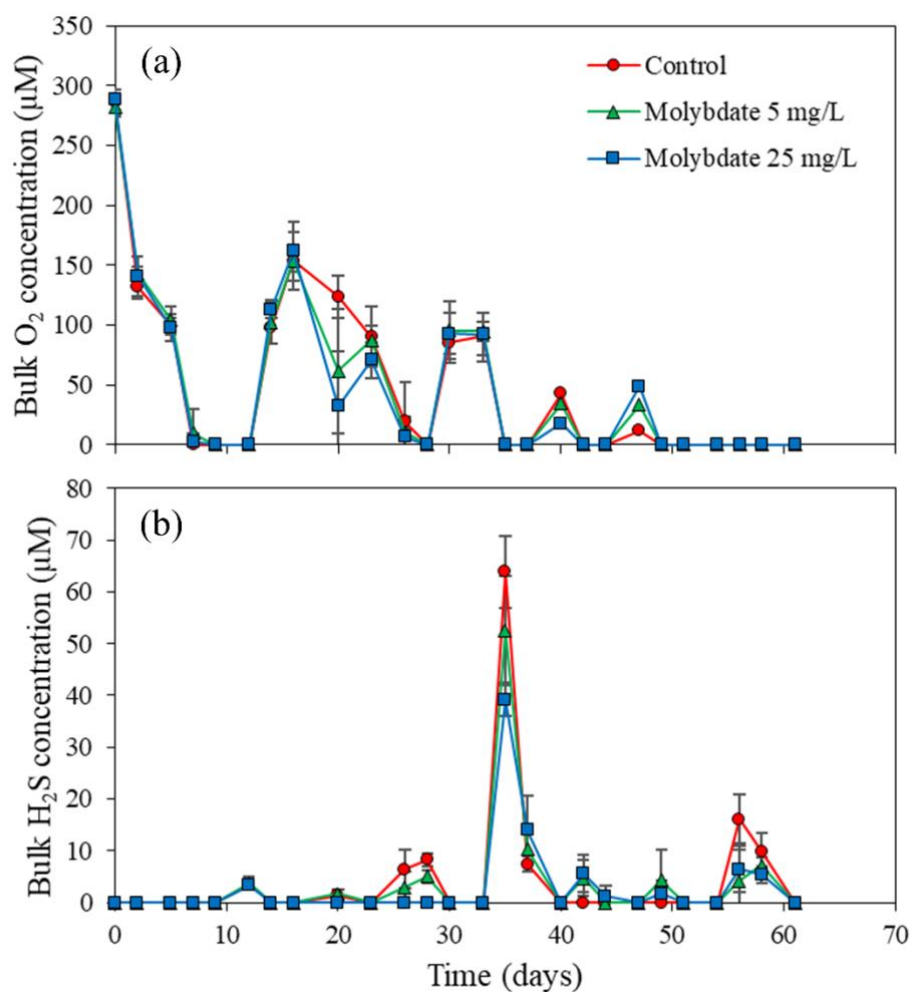 350
(a)
Control
300
Molybdate 5 mg/L
250
Molybdate 25 mg/L
200
150
100
50
0
Bulk O₂ concentration (µM)
80
(b)
70
60
50
40
30
20
10
0
Bulk H₂S concentration (µM)
0 10 20 30 40 50 60 70
Time (days)